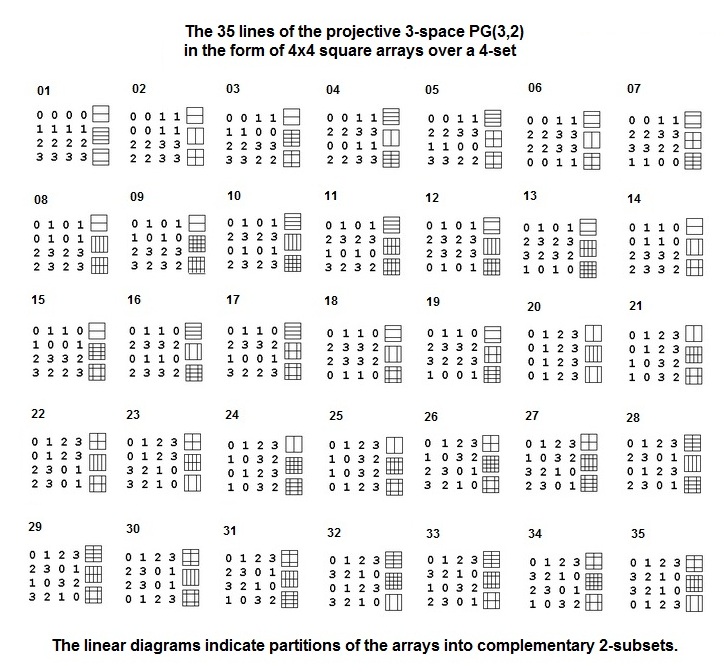 The 35 lines of the projective 3-space PG(3,2)
in the form of 4x4 square arrays over a 4-set
01
0 0 0 0
1 1 1 1
2 2 2 2
3 3 3 3
02
0 0 1 1
0 0 1 1
2 2 3 3
2 2 3 3
03
0 0 1 1
1 1 0 0
2 2 3 3
3 3 2 2
04
0 0 1 1
2 2 3 3
0 0 1 1
2 2 3 3
05
0 0 1 1
2 2 3 3
1 1 0 0
3 3 2 2
06
0 0 1 1
2 2 3 3
2 2 3 3
0 0 1 1
07
0 0 1 1
2 2 3 3
3 3 2 2
1 1 0 0
08
0 1 0 1
0 1 0 1
2 3 2 3
2 3 2 3
09
0 1 0 1
1 0 1 0
2 3 2 3
3 2 3 2
10
0 1 0 1
2 3 2 3
0 1 0 1
2 3 2 3
11
0 1 0 1
2 3 2 3
1 0 1 0
3 2 3 2
12
0 1 0 1
2 3 2 3
2 3 2 3
0 1 0 1
13
0 1 0 1
2 3 2 3
3 2 3 2
1 0 1 0
14
0 1 1 0
0 1 1 0
2 3 3 2
2 3 3 2
15
0 1 1 0
1 0 0 1
2 3 3 2
3 2 2 3
16
0 1 1 0
2 3 3 2
0 1 1 0
2 3 3 2
17
0 1 1 0
2 3 3 2
1 0 0 1
3 2 2 3
18
0 1 1 0
2 3 3 2
2 3 3 2
0 1 1 0
19
0 1 1 0
2 3 3 2
3 2 2 3
1 0 0 1
20
0 1 2 3
0 1 2 3
0 1 2 3
0 1 2 3
21
0 1 2 3
0 1 2 3
1 0 3 2
1 0 3 2
22
0 1 2 3
0 1 2 3
2 3 0 1
2 3 0 1
23
0 1 2 3
0 1 2 3
3 2 1 0
3 2 1 0
24
0 1 2 3
1 0 3 2
0 1 2 3
1 0 3 2
25
0 1 2 3
1 0 3 2
1 0 3 2
0 1 2 3
26
0 1 2 3
1 0 3 2
2 3 0 1
3 2 1 0
27
0 1 2 3
1 0 3 2
3 2 1 0
2 3 0 1
28
0 1 2 3
2 3 0 1
0 1 2 3
2 3 0 1
29
0 1 2 3
2 3 0 1
1 0 3 2
3 2 1 0
30
0 1 2 3
2 3 0 1
2 3 0 1
0 1 2 3
31
0 1 2 3
2 3 0 1
3 2 1 0
1 0 3 2
32
0 1 2 3
3 2 1 0
0 1 2 3
3 2 1 0
33
0 1 2 3
3 2 1 0
1 0 3 2
2 3 0 1
34
0 1 2 3
3 2 1 0
2 3 0 1
1 0 3 2
35
0 1 2 3
3 2 1 0
3 2 1 0
0 1 2 3
The linear diagrams indicate partitions of the arrays into complementary 2-subsets.